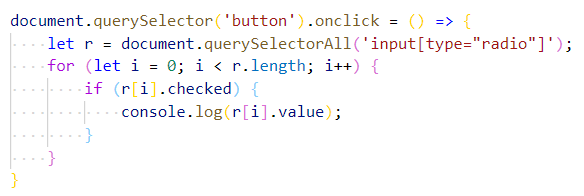 document.querySelector('button').onclick = () => {
    let r = document.querySelectorAll('input[type="radio"]');
    for (let i = 0; i < r.length; i++) {
        if (r[i].checked) {
            console.log(r[i].value);
        }
    }
}